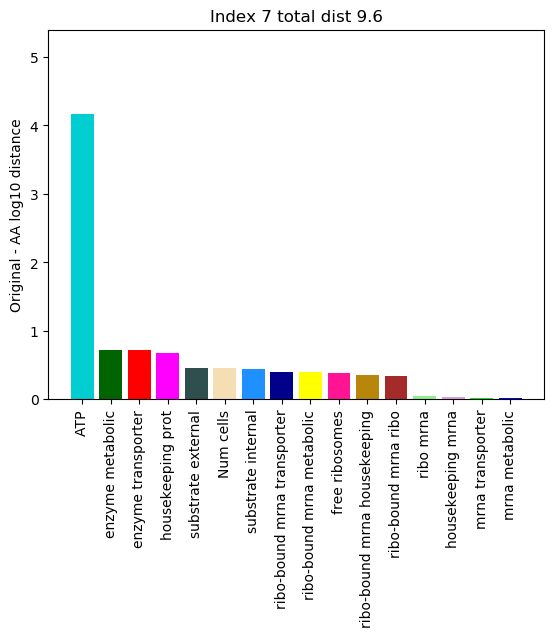 Index 7 total dist 9.6
Original - AA log10 distance
5
4
3
2
1
0
ATP
enzyme metabolic
enzyme transporter
housekeeping prot
substrate external
Num cells
substrate internal
ribo-bound mrna transporter
ribo-bound mrna metabolic
free ribosomes
ribo-bound mrna housekeeping
ribo-bound mrna ribo
ribo mrna
housekeeping mrna
mrna transporter
mrna metabolic